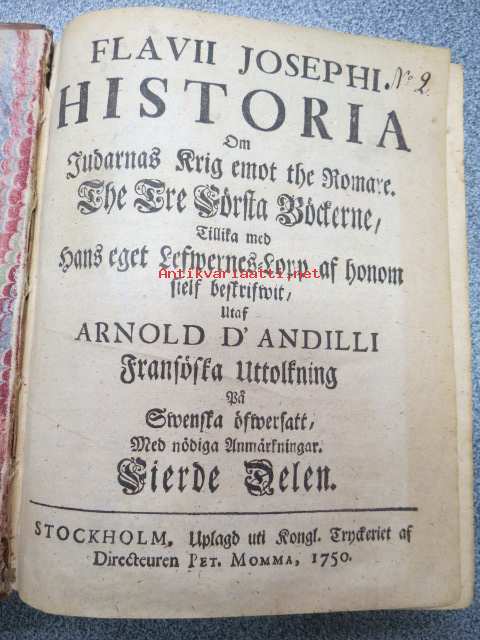 FLAVII JOSEPHI.
No 2.
HISTORIA
Om
Judarnas Krig emot the Romare.
The Tre Första Böckerne,
Tillika med
Hans eget Lefwernes-Lopp af honom
sielf beskrifwit,
Utaf
ARNOLD D'ANDILLI
Fransöska Uttolkning
På
Swenska öfwersatt,
Med nödiga Anmärkningar.
Fierde Delen.
STOCKHOLM, Uplagd uti Kongl. Tryckeriet af
Directeuren PET. MOMMA, 1750.
Antikvariaatti.net